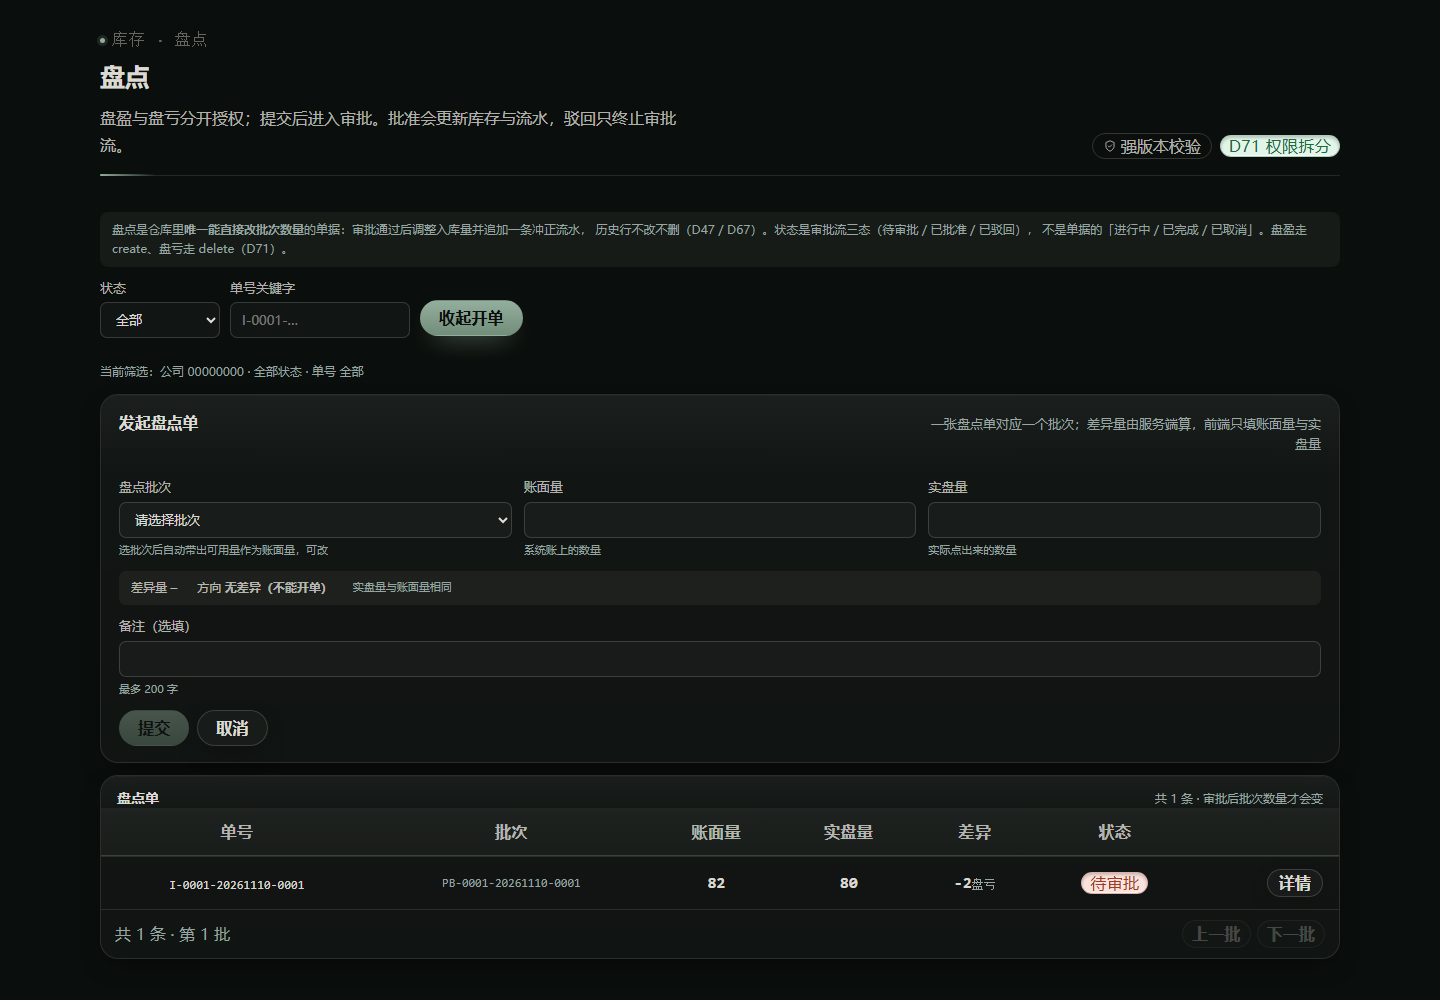 库存 · 盘点
盘点
盘盈与盘亏分开授权；提交后进入审批。批准会更新库存与流水，驳回只终止审批
流。
强版本校验
D71 权限拆分
盘点是仓库里唯一能直接改批次数量的单据：审批通过后调整入库量并追加一条冲正流水， 历史行不改不删（D47 / D67）。状态是审批流三态（待审批 / 已批准 / 已驳回）， 不是单据的「进行中 / 已完成 / 已取消」。盘盈走
create、盘亏走 delete（D71）。
状态
单号关键字
全部
I-0001-...
收起开单
当前筛选：公司 00000000 · 全部状态 · 单号 全部
发起盘点单
一张盘点单对应一个批次；差异量由服务端算，前端只填账面量与实
盘量
盘点批次
账面量
实盘量
请选择批次
选批次后自动带出可用量作为账面量，可改
系统账上的数量
实际点出来的数量
差异量 – 方向 无差异（不能开单） 实盘量与账面量相同
备注（选填）
最多 200 字
提交
取消
盘点单
共 1 条 · 审批后批次数量才会变
单号 批次 账面量 实盘量 差异 状态
I-0001-20261110-0001 PB-0001-20261110-0001 82 80 -2盘亏 待审批 详情
共 1 条 · 第 1 批
上一批 下一批